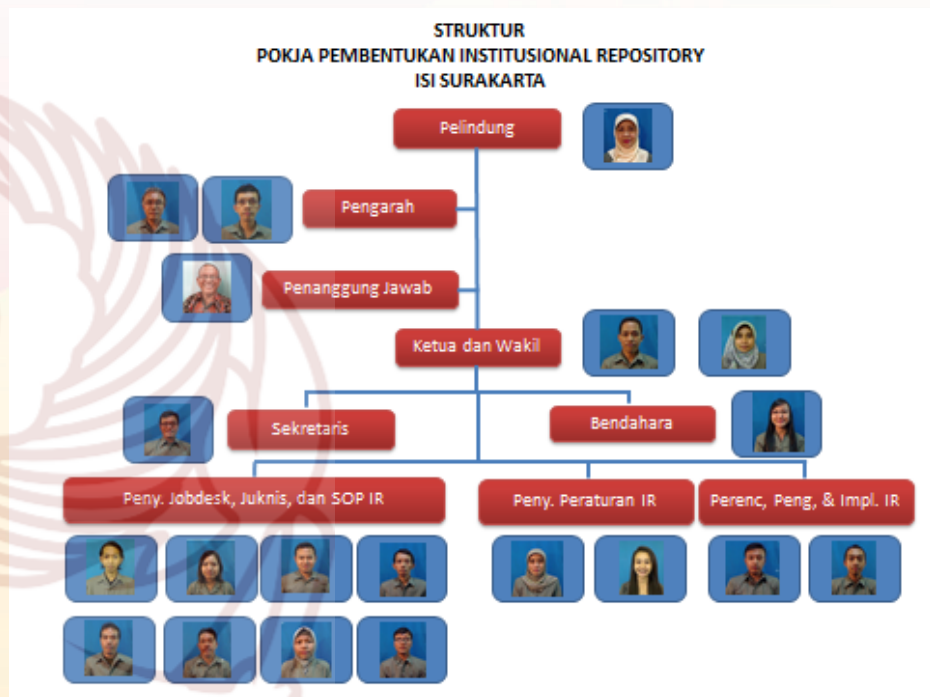 STRUKTUR
POKJA PEMBENTUKAN INSTITUSIONAL REPOSITORY
ISI SURAKARTA
Pelindung
Pengarah
Penanggung Jawab
Ketua dan Wakil
Sekretaris
Bendahara
Peny. Jobdesk, Juknis, dan SOP IR
Peny. Peraturan IR
Perenc, Peng, & Impl. IR